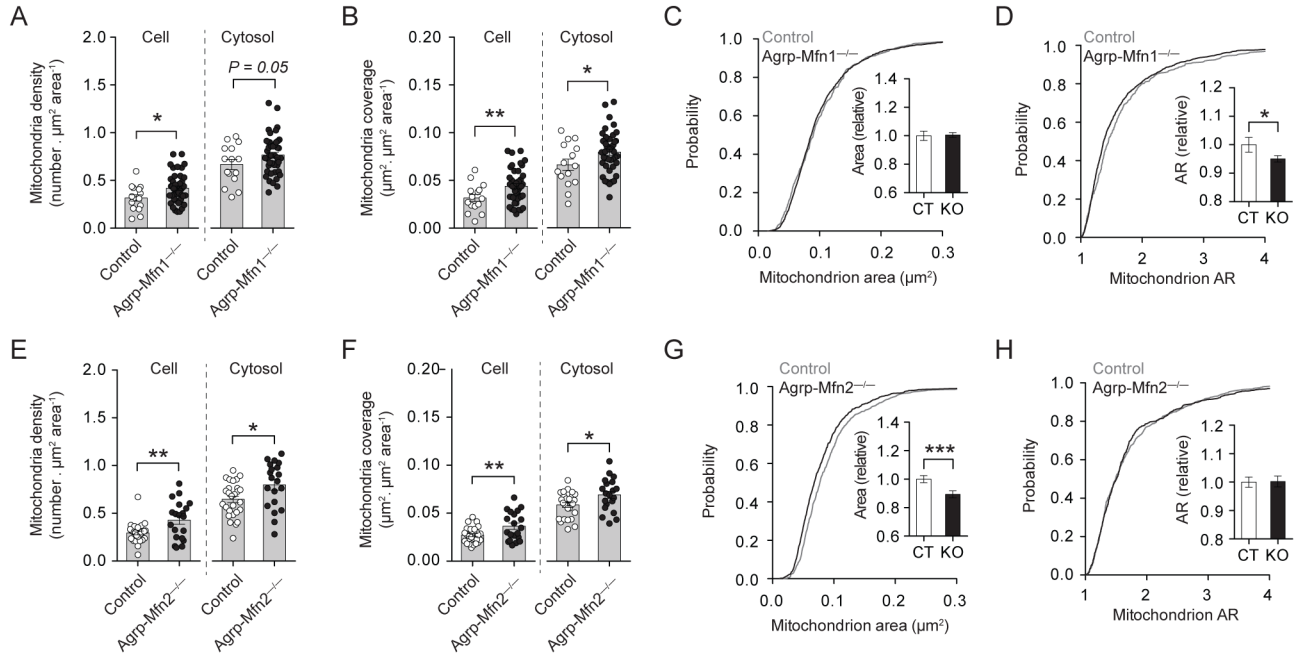 A
Cell
Cytosol
Mitochondria density
(number . µm² area⁻¹)
2.0
1.5
1.0
0.5
0.0
*
P = 0.05
Control
Agrp-Mfn1⁻/⁻
Control
Agrp-Mfn1⁻/⁻
B
Cell
Cytosol
Mitochondria coverage
(µm². µm² area⁻¹)
0.20
0.15
0.10
0.05
0.00
**
*
Control
Agrp-Mfn1⁻/⁻
Control
Agrp-Mfn1⁻/⁻
C
Control
Agrp-Mfn1⁻/⁻
Probability
1.0
0.8
0.6
0.4
0.2
0.0
0.0
0.1
0.2
0.3
Mitochondrion area (µm²)
Area (relative)
1.4
1.2
1.0
0.8
0.6
CT
KO
D
Control
Agrp-Mfn1⁻/⁻
Probability
1.0
0.8
0.6
0.4
0.2
0.0
1
2
3
4
Mitochondrion AR
AR (relative)
1.2
1.1
1.0
0.9
0.8
*
CT
KO
E
Cell
Cytosol
Mitochondria density
(number . µm² area⁻¹)
2.0
1.5
1.0
0.5
0.0
**
*
Control
Agrp-Mfn2⁻/⁻
Control
Agrp-Mfn2⁻/⁻
F
Cell
Cytosol
Mitochondria coverage
(µm². µm² area⁻¹)
0.20
0.15
0.10
0.05
0.00
**
*
Control
Agrp-Mfn2⁻/⁻
Control
Agrp-Mfn2⁻/⁻
G
Control
Agrp-Mfn2⁻/⁻
Probability
1.0
0.8
0.6
0.4
0.2
0.0
0.0
0.1
0.2
0.3
Mitochondrion area (µm²)
Area (relative)
1.4
1.2
1.0
0.8
0.6
***
CT
KO
H
Control
Agrp-Mfn2⁻/⁻
Probability
1.0
0.8
0.6
0.4
0.2
0.0
1
2
3
4
Mitochondrion AR
AR (relative)
1.2
1.1
1.0
0.9
0.8
CT
KO